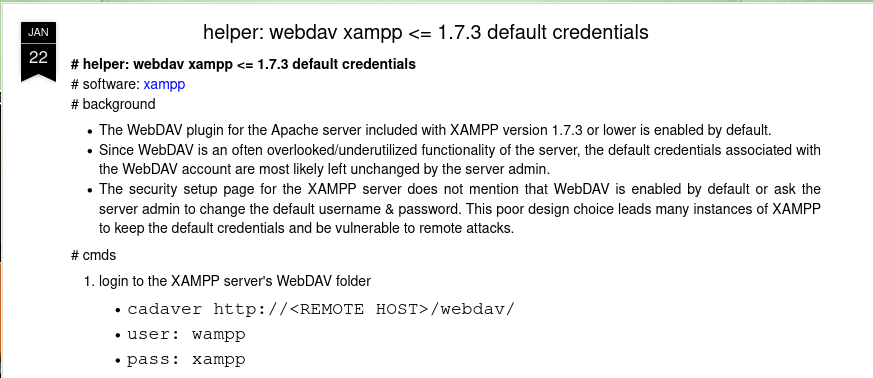 JAN
22
helper: webdav xampp <= 1.7.3 default credentials
# helper: webdav xampp <= 1.7.3 default credentials
# software: xampp
# background
• The WebDAV plugin for the Apache server included with XAMPP version 1.7.3 or lower is enabled by default.
• Since WebDAV is an often overlooked/underutilized functionality of the server, the default credentials associated with
the WebDAV account are most likely left unchanged by the server admin.
• The security setup page for the XAMPP server does not mention that WebDAV is enabled by default or ask the
server admin to change the default username & password. This poor design choice leads many instances of XAMPP
to keep the default credentials and be vulnerable to remote attacks.
# cmds
1. login to the XAMPP server's WebDAV folder
• cadaver http://<REMOTE HOST>/webdav/
• user: wampp
• pass: xampp